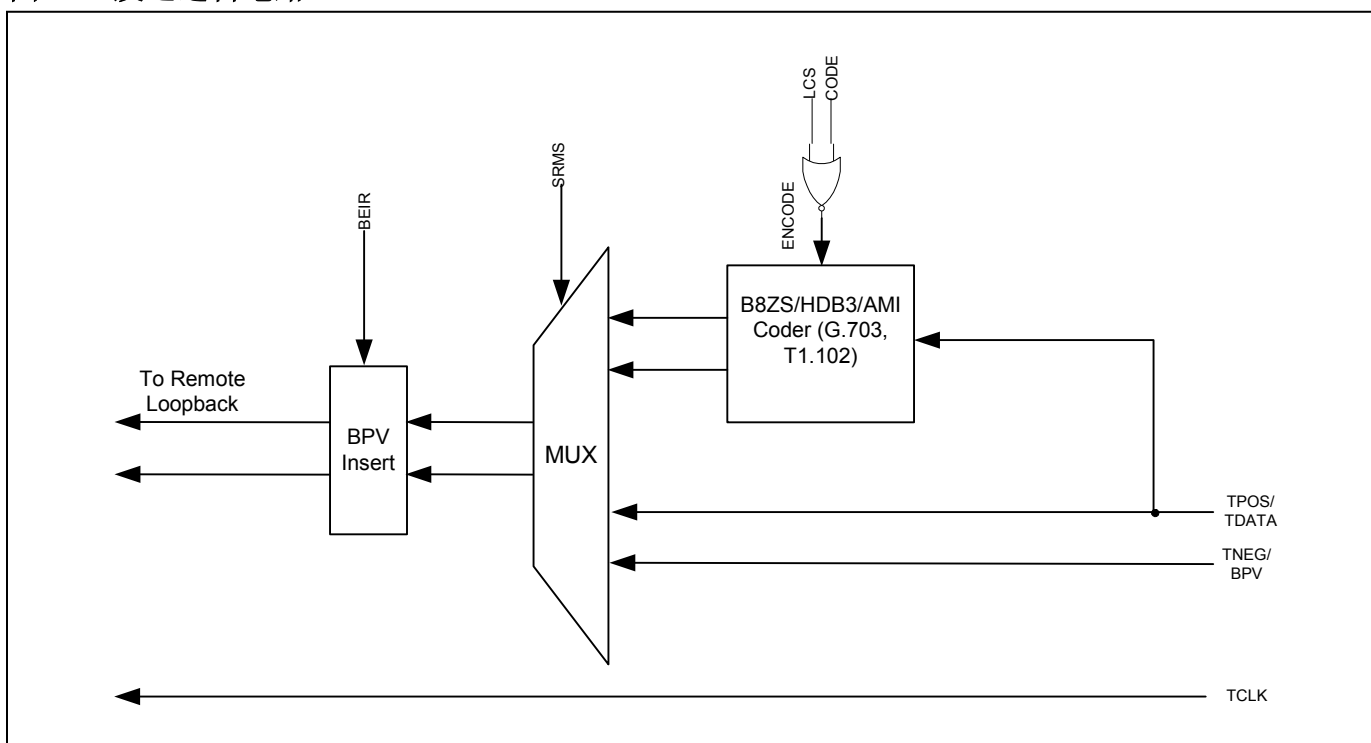 LCS
CODE
SRMS
BEIR
ENCODE
B8ZS/HDB3/AMI
Coder (G.703,
T1.102)
To Remote
Loopback
BPV
Insert
MUX
TPOS/
TDATA
TNEG/
BPV
TCLK